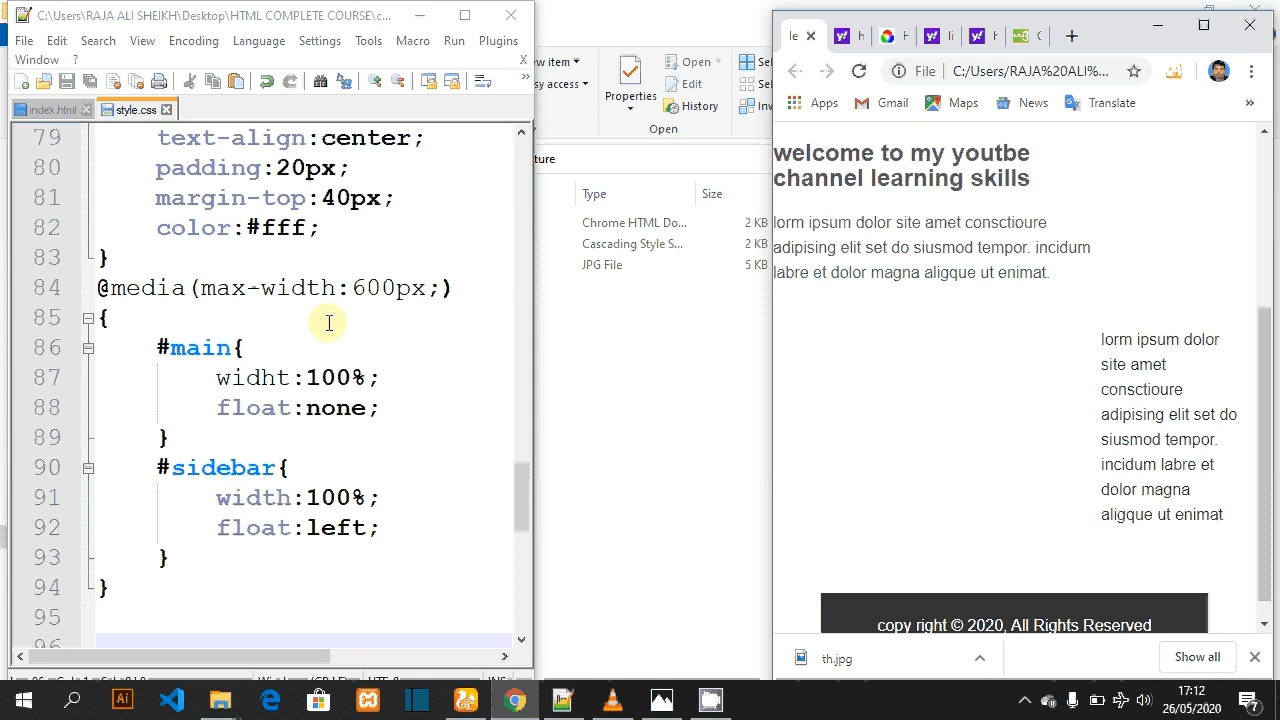 C:\Users\RAJA ALI SHEIKH\Desktop\HTML COMPLETE COURSE\c...
File Edit Search View Encoding Language Settings Tools Macro Run Plugins
Window ?
X
index.html style.css
79 text-align:center;
80 padding:20px;
81 margin-top:40px;
82 color:#fff;
83 }
84 @media(max-width:600px;)
85 {
86 #main{
87 widht:100%;
88 float:none;
89 }
90 #sidebar{
91 width:100%;
92 float:left;
93 }
94 }
95
96
Properties
Open
Edit
History
Open
ture
Type Size
Chrome HTML Do... 2 KB
Cascading Style S... 2 KB
JPG File 5 KB
le
File C:/Users/RAJA%20ALI%...
Apps Gmail Maps News Translate »
welcome to my youtbe
channel learning skills
lorm ipsum dolor site amet consctioure
adipising elit set do siusmod tempor. incidum
labre et dolor magna aligque ut enimat.
lorm ipsum dolor
site amet
consctioure
adipising elit set do
siusmod tempor.
incidum labre et
dolor magna
aligque ut enimat
copy right © 2020, All Rights Reserved
th.jpg
Show all
Ai
17:12
26/05/2020
7